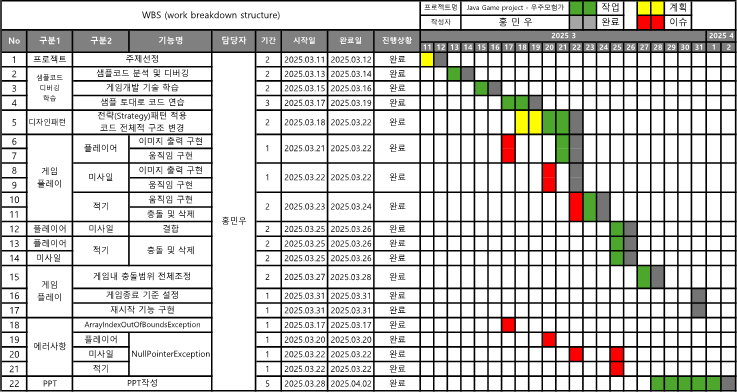 WBS (work breakdown structure)
프로젝트명 Java Game project - 우주모험가 작업 계획
작성자 홍 민 우 완료 이슈
No 구분1 구분2 기능명 담당자 기간 시작일 완료일 진행상황 2025 3 2025 4
11 12 13 14 15 16 17 18 19 20 21 22 23 24 25 26 27 28 29 30 31 1 2
1 프로젝트 주제선정 2 2025.03.11 2025.03.12 완료
2 샘플코드 디버깅 학습 샘플코드 분석 및 디버깅 2 2025.03.13 2025.03.14 완료
3 게임개발 기술 학습 2 2025.03.15 2025.03.16 완료
4 샘플 토대로 코드 연습 3 2025.03.17 2025.03.19 완료
5 디자인패턴 전략(Strategy)패턴 적용 코드 전체적 구조 변경 2 2025.03.18 2025.03.22 완료
6 게임 플레이 플레이어 이미지 출력 구현 1 2025.03.21 2025.03.22 완료
7 움직임 구현
8 미사일 이미지 출력 구현 1 2025.03.22 2025.03.22 완료
9 움직임 구현
10 적기 움직임 구현 2 2025.03.23 2025.03.24 완료
11 충돌 및 삭제
홍민우
12 플레이어 미사일 결합 2 2025.03.25 2025.03.26 완료
13 플레이어 적기 충돌 및 삭제 2 2025.03.25 2025.03.26 완료
14 미사일 2 2025.03.25 2025.03.26 완료
15 게임 플레이 게임내 충돌범위 전체조정 2 2025.03.27 2025.03.28 완료
16 게임종료 기준 설정 1 2025.03.31 2025.03.31 완료
17 재시작 기능 구현 1 2025.03.31 2025.03.31 완료
18 에러사항 ArrayIndexOutOfBoundsException 1 2025.03.17 2025.03.17 완료
19 플레이어 NullPointerException 1 2025.03.20 2025.03.20 완료
20 미사일 1 2025.03.22 2025.03.22 완료
21 적기 1 2025.03.25 2025.03.22 완료
22 PPT PPT작성 5 2025.03.28 2025.04.02 완료